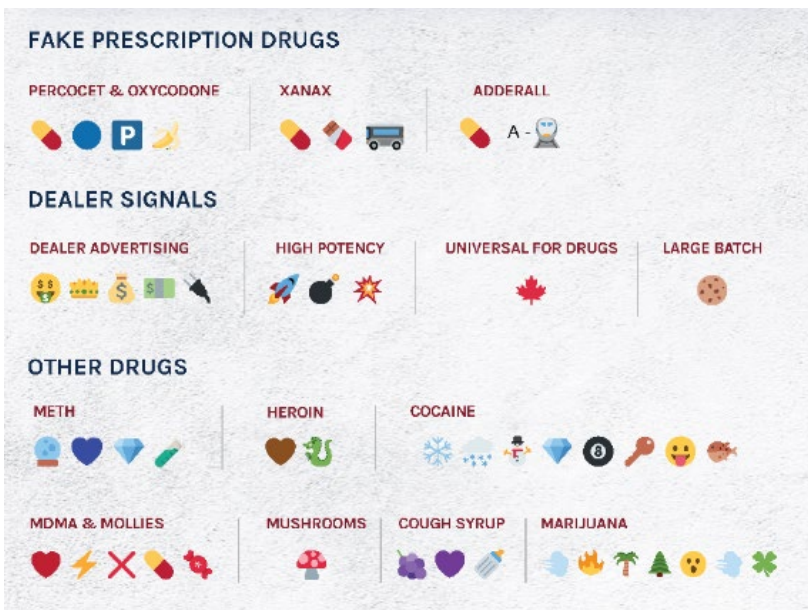 FAKE PRESCRIPTION DRUGS
PERCOCET & OXYCODONE
XANAX
ADDERALL
P
A -
DEALER SIGNALS
DEALER ADVERTISING
HIGH POTENCY
UNIVERSAL FOR DRUGS
LARGE BATCH
OTHER DRUGS
METH
HEROIN
COCAINE
8
MDMA & MOLLIES
MUSHROOMS
COUGH SYRUP
MARIJUANA